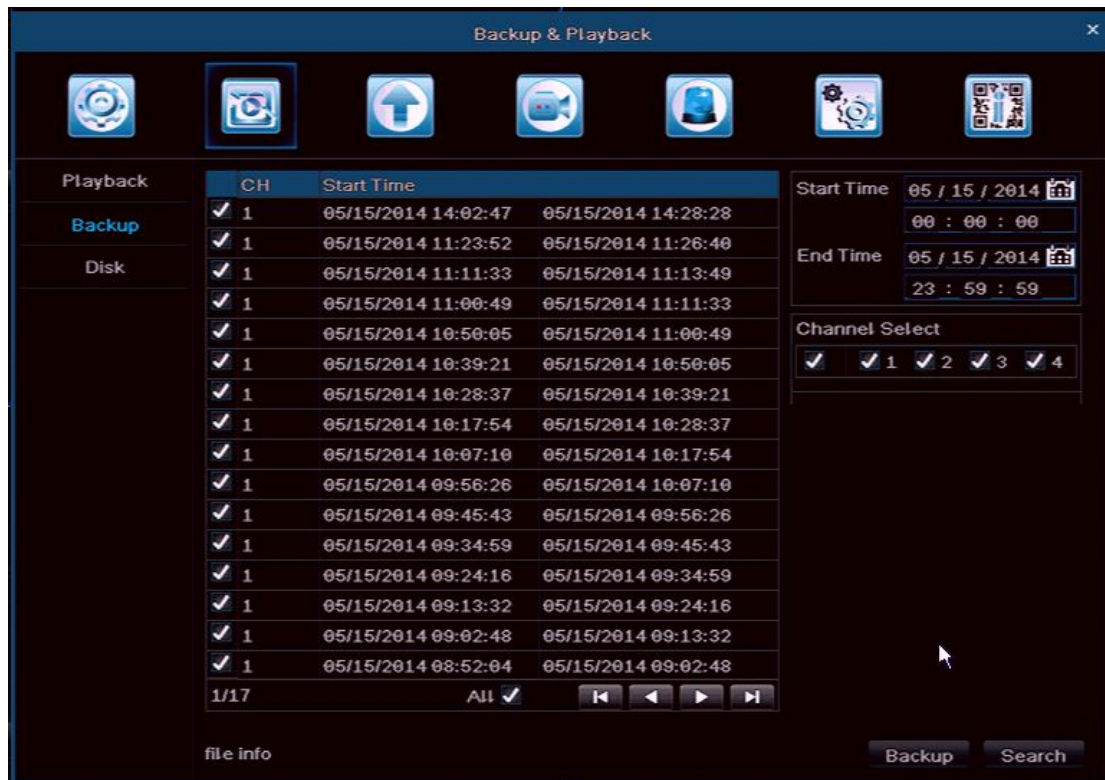 Backup & Playback
Playback
Backup
Disk
CH Start Time
1 05/15/2014 14:02:47 05/15/2014 14:28:28
1 05/15/2014 11:23:52 05/15/2014 11:26:40
1 05/15/2014 11:11:33 05/15/2014 11:13:49
1 05/15/2014 11:00:49 05/15/2014 11:11:33
1 05/15/2014 10:50:05 05/15/2014 11:00:49
1 05/15/2014 10:39:21 05/15/2014 10:50:05
1 05/15/2014 10:28:37 05/15/2014 10:39:21
1 05/15/2014 10:17:54 05/15/2014 10:28:37
1 05/15/2014 10:07:10 05/15/2014 10:17:54
1 05/15/2014 09:56:26 05/15/2014 10:07:10
1 05/15/2014 09:45:43 05/15/2014 09:56:26
1 05/15/2014 09:34:59 05/15/2014 09:45:43
1 05/15/2014 09:24:16 05/15/2014 09:34:59
1 05/15/2014 09:13:32 05/15/2014 09:24:16
1 05/15/2014 09:02:48 05/15/2014 09:13:32
1 05/15/2014 08:52:04 05/15/2014 09:02:48
1/17 All
file info
Start Time 05 / 15 / 2014
00 : 00 : 00
End Time 05 / 15 / 2014
23 : 59 : 59
Channel Select
1 2 3 4
Backup Search